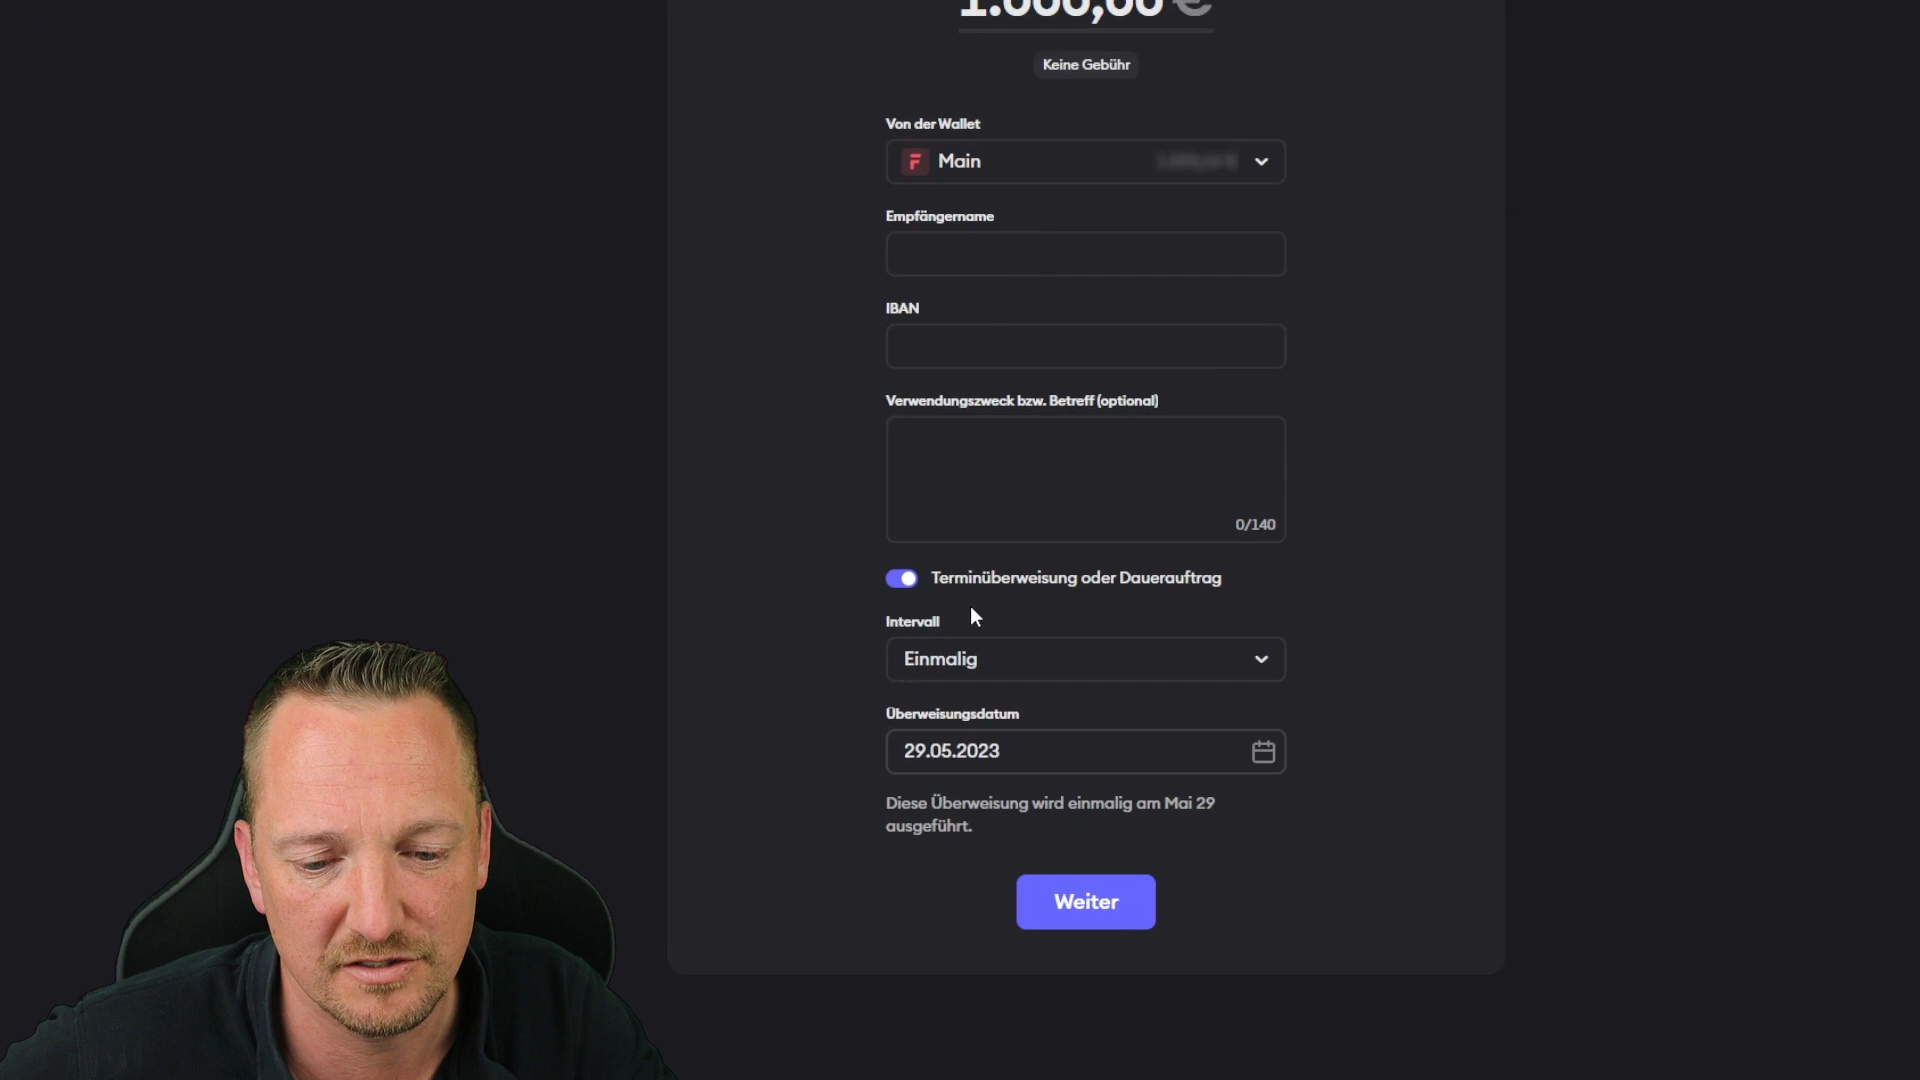 Keine Gebühr
Von der Wallet
Main
Empfängername
IBAN
Verwendungszweck bzw. Betreff (optional)
0/140
Terminüberweisung oder Dauerauftrag
Intervall
Einmalig
Überweisungsdatum
29.05.2023
Diese Überweisung wird einmalig am Mai 29
ausgeführt.
Weiter